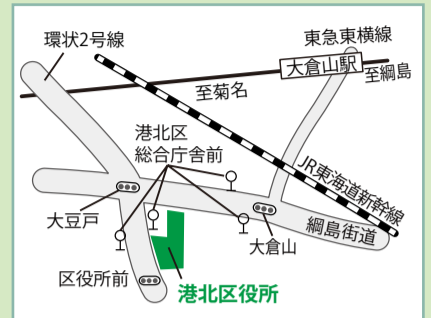 環状2号線
東急東横線
大倉山駅
至綱島
至菊名
港北区
総合庁舎前
JR東海道新幹線
大豆戸
大倉山
綱島街道
区役所前
港北区役所